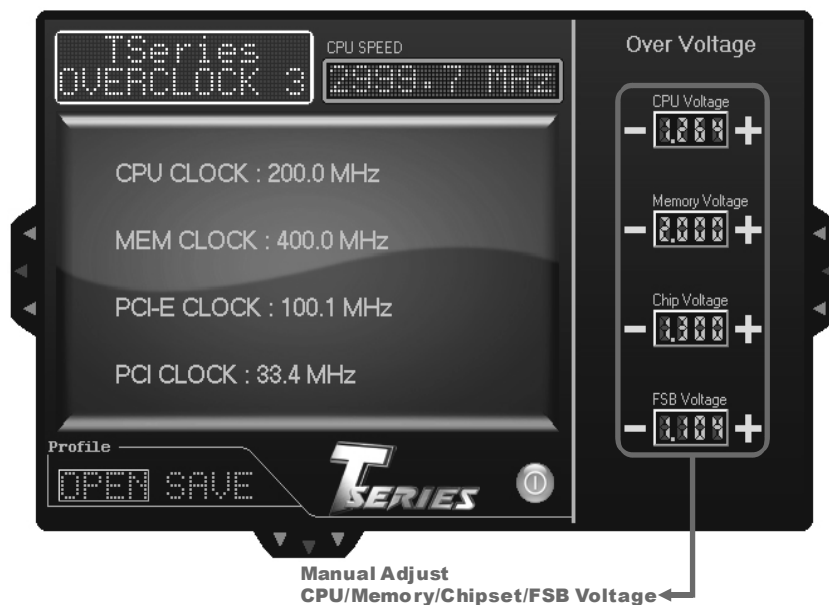 TSeries
OVERCLOCK 3
CPU SPEED
2999.7 MHz
CPU CLOCK : 200.0 MHz
MEM CLOCK : 400.0 MHz
PCI-E CLOCK : 100.1 MHz
PCI CLOCK : 33.4 MHz
Profile
OPEN SAVE
TSERIES
Over Voltage
CPU Voltage
- +
Memory Voltage
- 2.000 +
Chip Voltage
- 1.300 +
FSB Voltage
- 1.104 +
Manual Adjust
CPU/Memory/Chipset/FSB Voltage